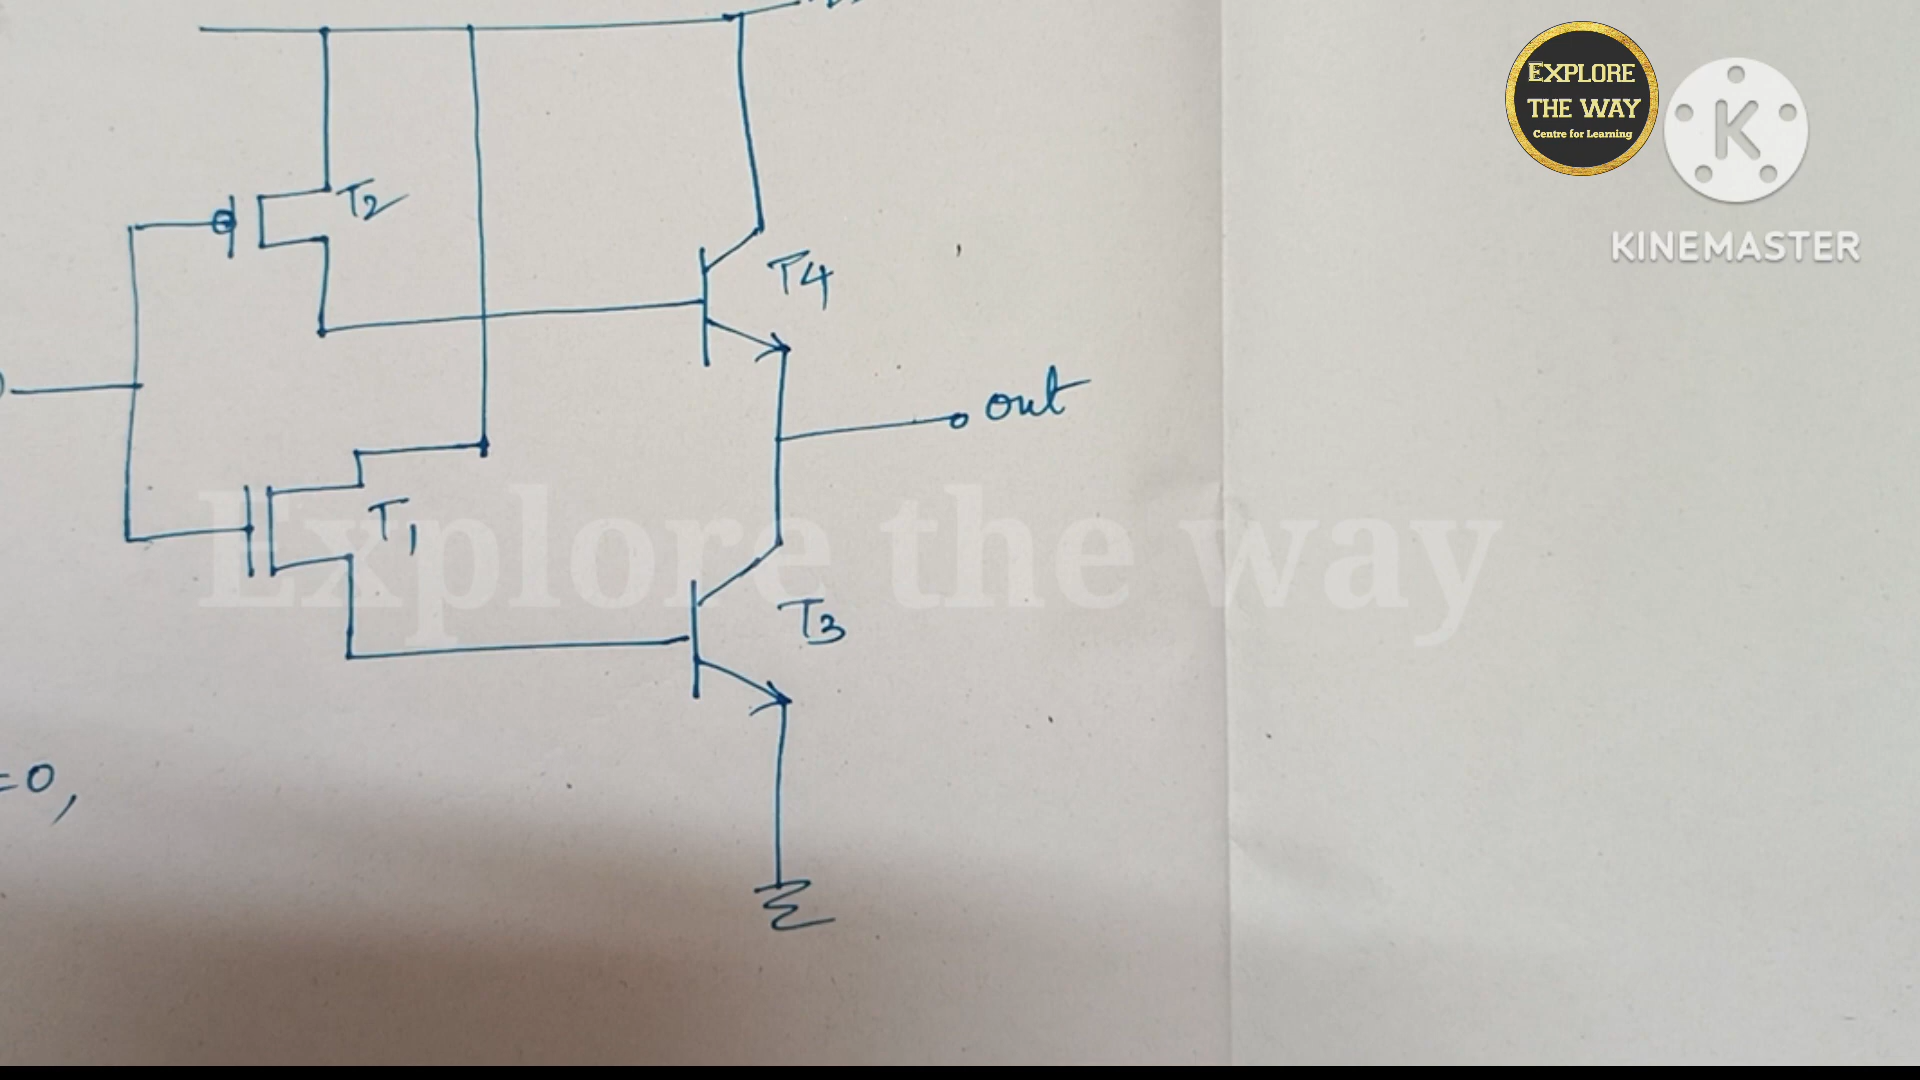 EXPLORE
THE WAY
Centre for Learning
KINEMASTER
T2
T4
out
T1
T3
=0,
Explore the way